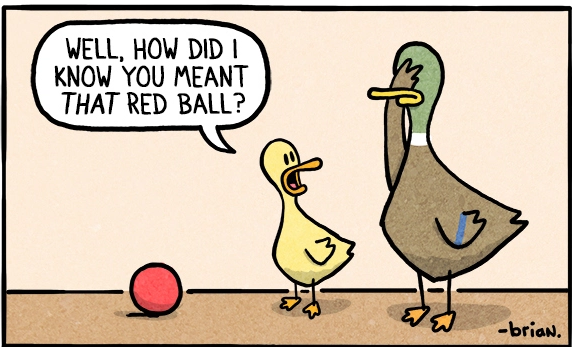 WELL, HOW DID I
KNOW YOU MEANT
THAT RED BALL?
-brian.